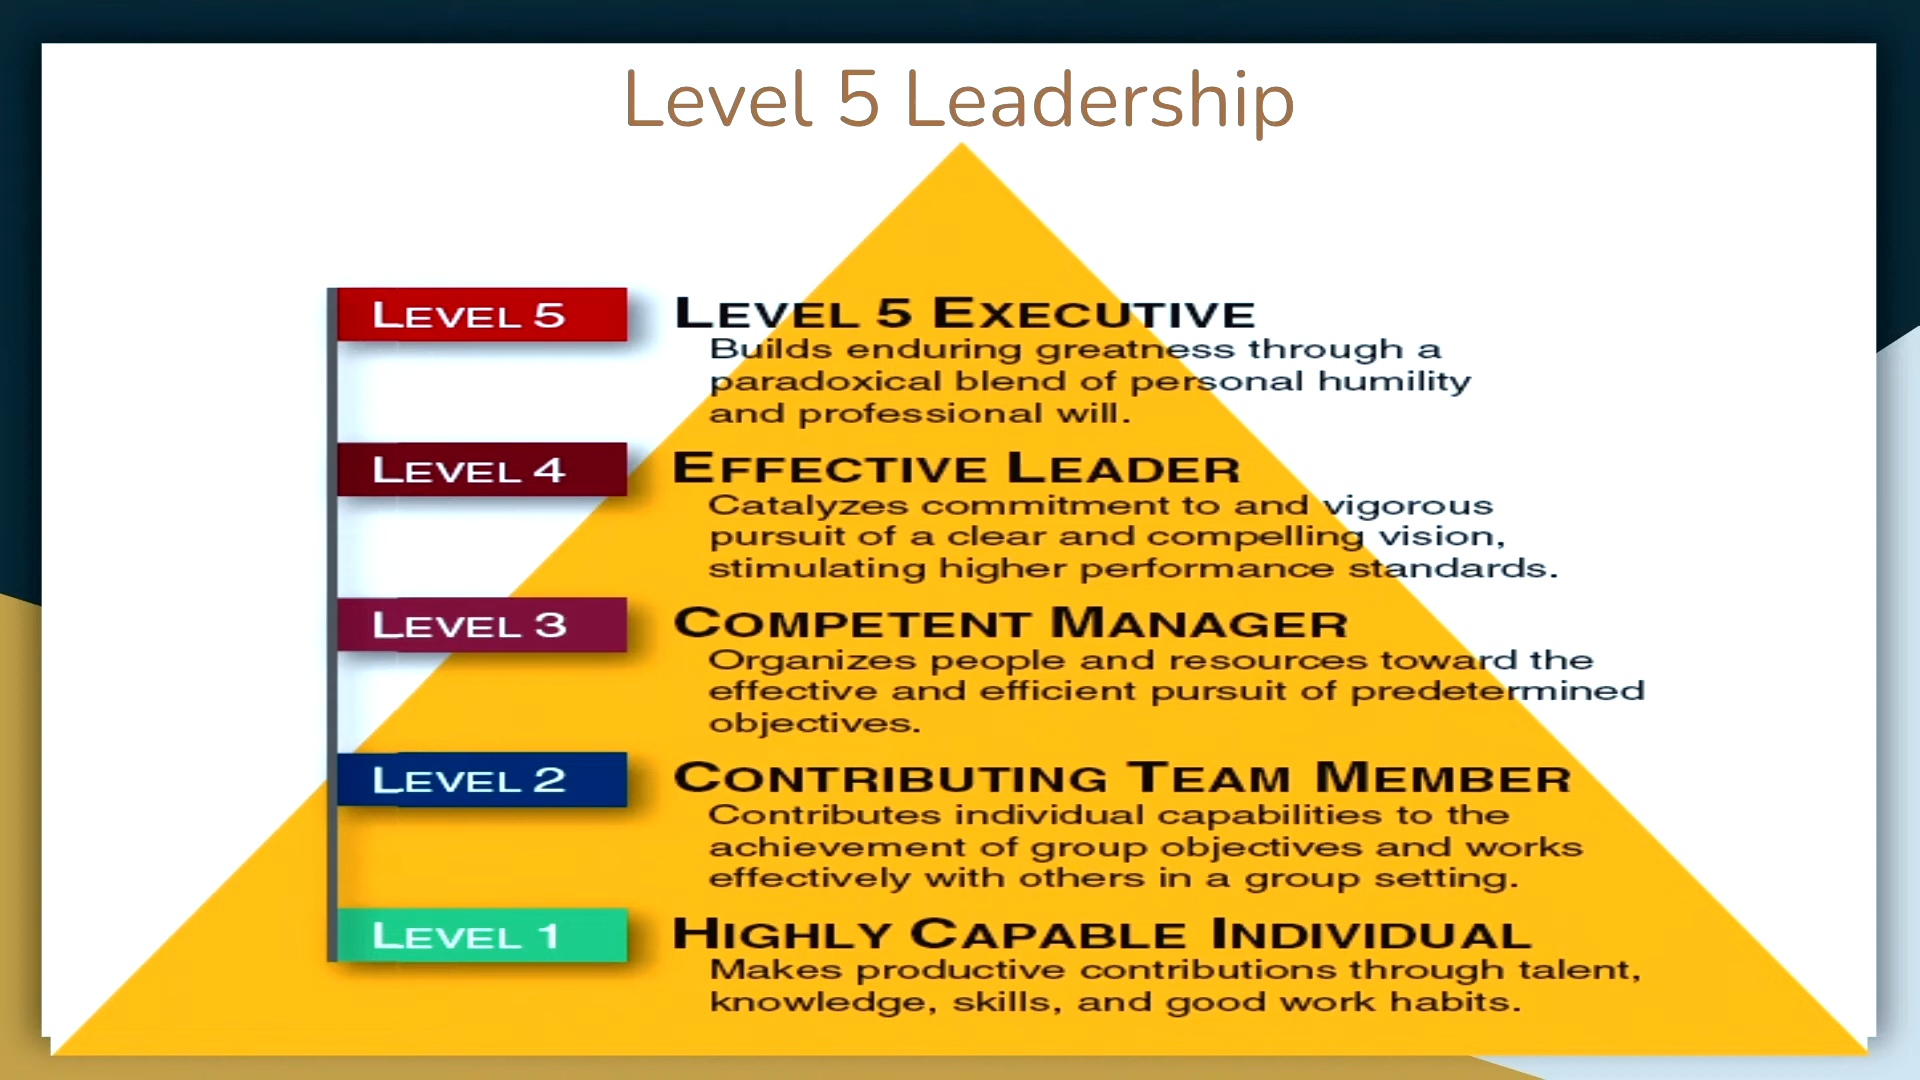 Level 5 Leadership
LEVEL 5
LEVEL 5 EXECUTIVE
Builds enduring greatness through a
paradoxical blend of personal humility
and professional will.
LEVEL 4
EFFECTIVE LEADER
Catalyzes commitment to and vigorous
pursuit of a clear and compelling vision,
stimulating higher performance standards.
LEVEL 3
COMPETENT MANAGER
Organizes people and resources toward the
effective and efficient pursuit of predetermined
objectives.
LEVEL 2
CONTRIBUTING TEAM MEMBER
Contributes individual capabilities to the
achievement of group objectives and works
effectively with others in a group setting.
LEVEL 1
HIGHLY CAPABLE INDIVIDUAL
Makes productive contributions through talent,
knowledge, skills, and good work habits.